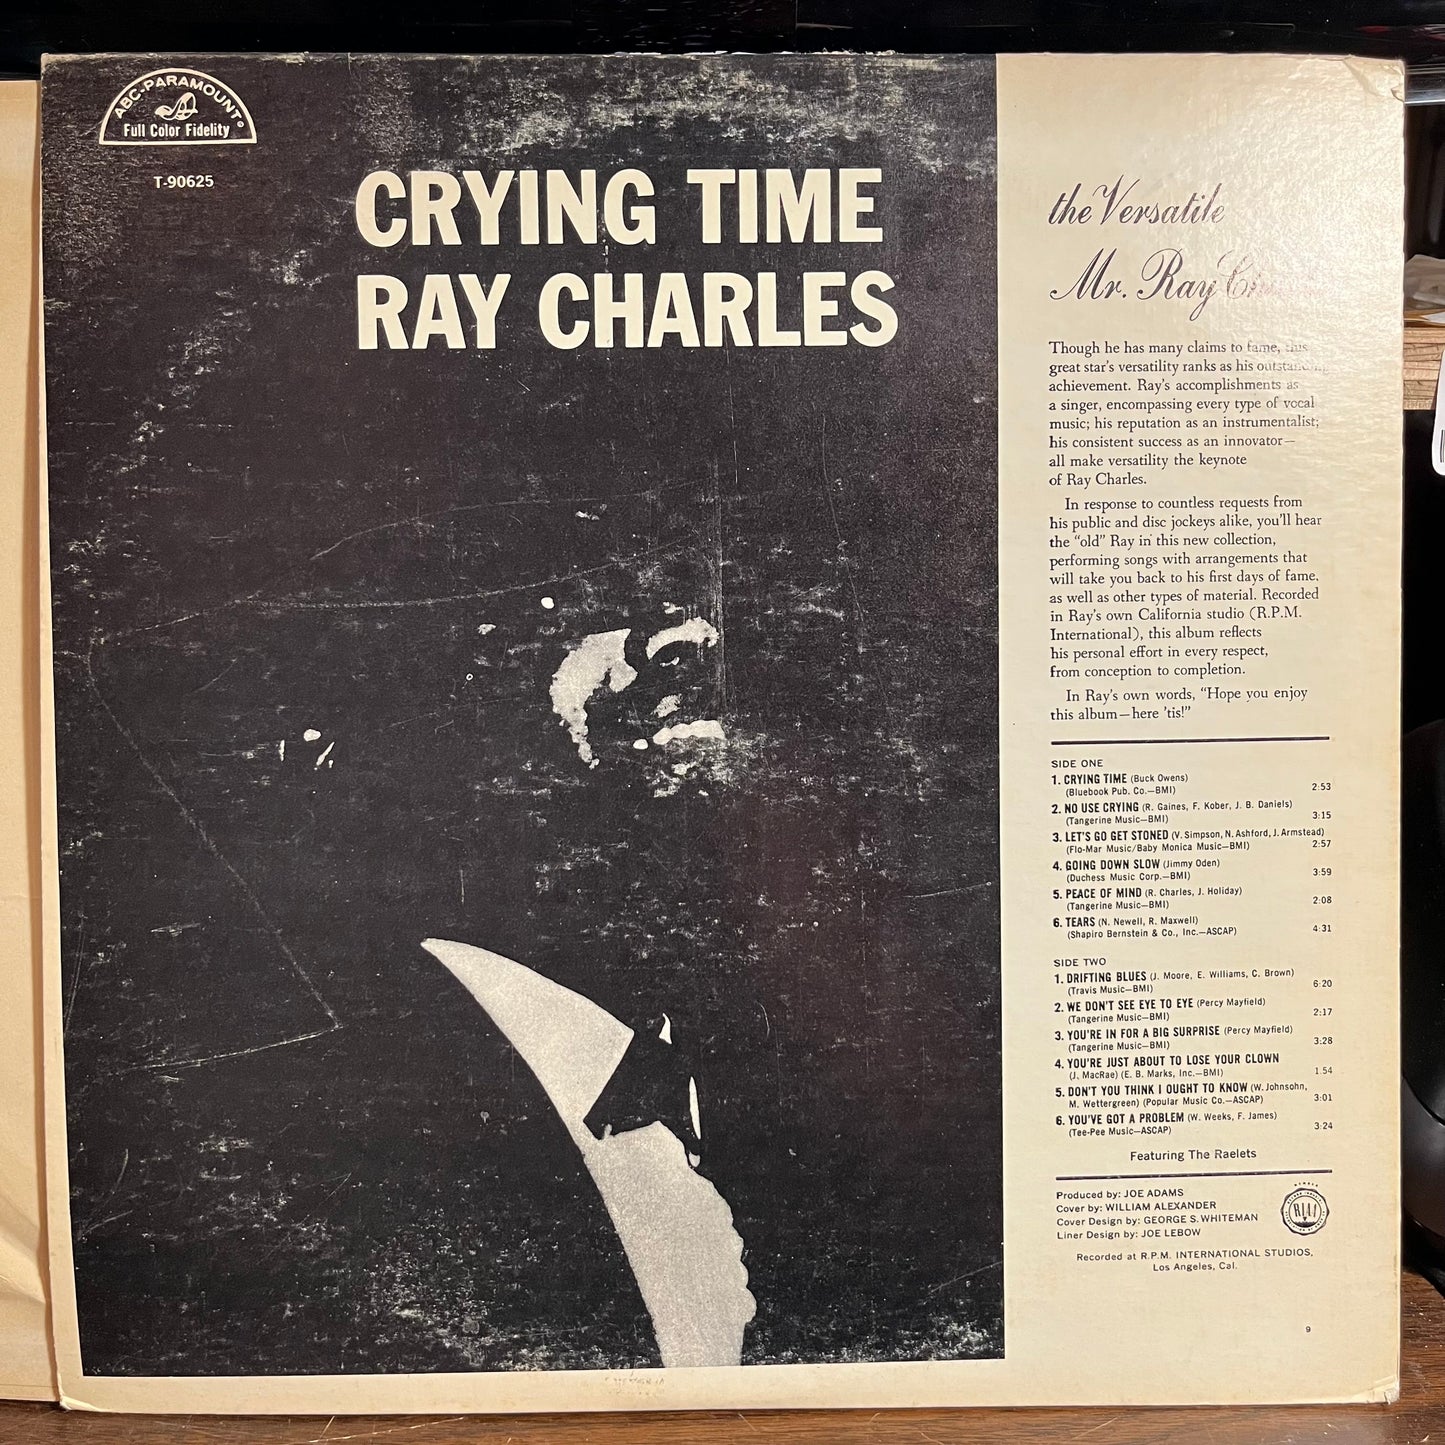 ABC-PARAMOUNT
Full Color Fidelity
T-90625
CRYING TIME
RAY CHARLES
the Versatile
Mr. Ray
Though he has many claims to fame, this
great star's versatility ranks as his outstanding
achievement. Ray's accomplishments as
a singer, encompassing every type of vocal
music; his reputation as an instrumentalist;
his consistent success as an innovator—
all make versatility the keynote
of Ray Charles.
In response to countless requests from
his public and disc jockeys alike, you'll hear
the "old" Ray in this new collection,
performing songs with arrangements that
will take you back to his first days of fame,
as well as other types of material. Recorded
in Ray's own California studio (R.P.M.
International), this album reflects
his personal effort in every respect,
from conception to completion.
In Ray's own words, "Hope you enjoy
this album—here 'tis!"
SIDE ONE
1. CRYING TIME (Buck Owens)
(Bluebook Pub. Co.—BMI) 2:53
2. NO USE CRYING (R. Gaines, F. Kober, J. B. Daniels)
(Tangerine Music—BMI) 3:15
3. LET'S GO GET STONED (V. Simpson, N. Ashford, J. Armstead)
(Flo-Mar Music/Baby Monica Music—BMI) 2:57
4. GOING DOWN SLOW (Jimmy Oden)
(Duchess Music Corp.—BMI) 3:59
5. PEACE OF MIND (R. Charles, J. Holiday)
(Tangerine Music—BMI) 2:08
6. TEARS (N. Newell, R. Maxwell)
(Shapiro Bernstein & Co., Inc.—ASCAP) 4:31
SIDE TWO
1. DRIFTING BLUES (J. Moore, E. Williams, C. Brown)
(Travis Music—BMI) 6:20
2. WE DON'T SEE EYE TO EYE (Percy Mayfield)
(Tangerine Music—BMI) 2:17
3. YOU'RE IN FOR A BIG SURPRISE (Percy Mayfield)
(Tangerine Music—BMI) 3:28
4. YOU'RE JUST ABOUT TO LOSE YOUR CLOWN
(J. MacRae) (E. B. Marks, Inc.—BMI) 1:54
5. DON'T YOU THINK I OUGHT TO KNOW (W. Johnsohn,
M. Wettergreen) (Popular Music Co.—ASCAP) 3:01
6. YOU'VE GOT A PROBLEM (W. Weeks, F. James)
(Tee-Pee Music—ASCAP) 3:24
Featuring The Raelets
Produced by: JOE ADAMS
Cover by: WILLIAM ALEXANDER
Cover Design by: GEORGE S. WHITEMAN
Liner Design by: JOE LEBOW
MEMBER
RIAA
Recorded at R.P.M. INTERNATIONAL STUDIOS,
Los Angeles, Cal.
9